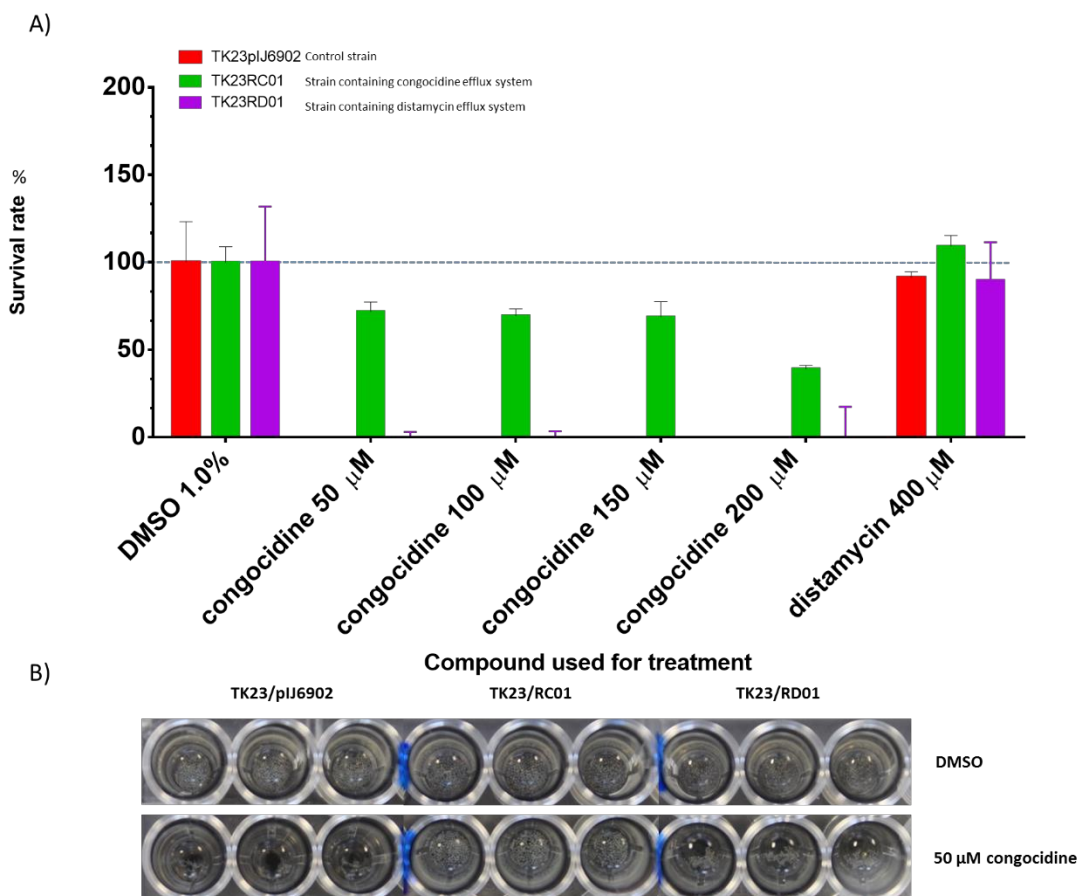 A)
TK23pIJ6902 Control strain
TK23RC01 Strain containing congocidine efflux system
TK23RD01 Strain containing distamycin efflux system
Survival rate %
200
150
100
50
0
DMSO 1.0%
congocidine 50 μM
congocidine 100 μM
congocidine 150 μM
congocidine 200 μM
distamycin 400 μM
Compound used for treatment
B)
TK23/pIJ6902 TK23/RC01 TK23/RD01
DMSO
50 μM congocidine